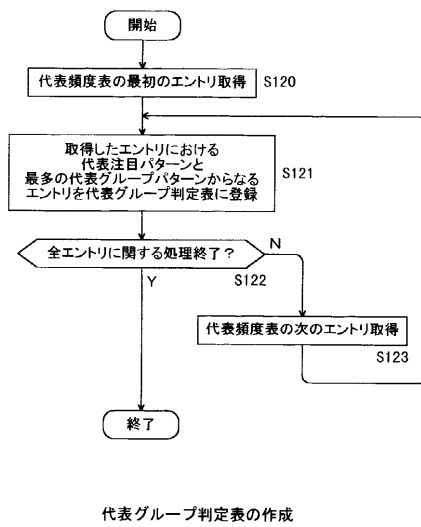 開始
代表頻度表の最初のエントリ取得
S120
取得したエントリにおける
代表注目パターンと
最多の代表グループパターンからなる
エントリを代表グループ判定表に登録
S121
全エントリに関する処理終了？
N
S122
Y
代表頻度表の次のエントリ取得
S123
終了
代表グループ判定表の作成